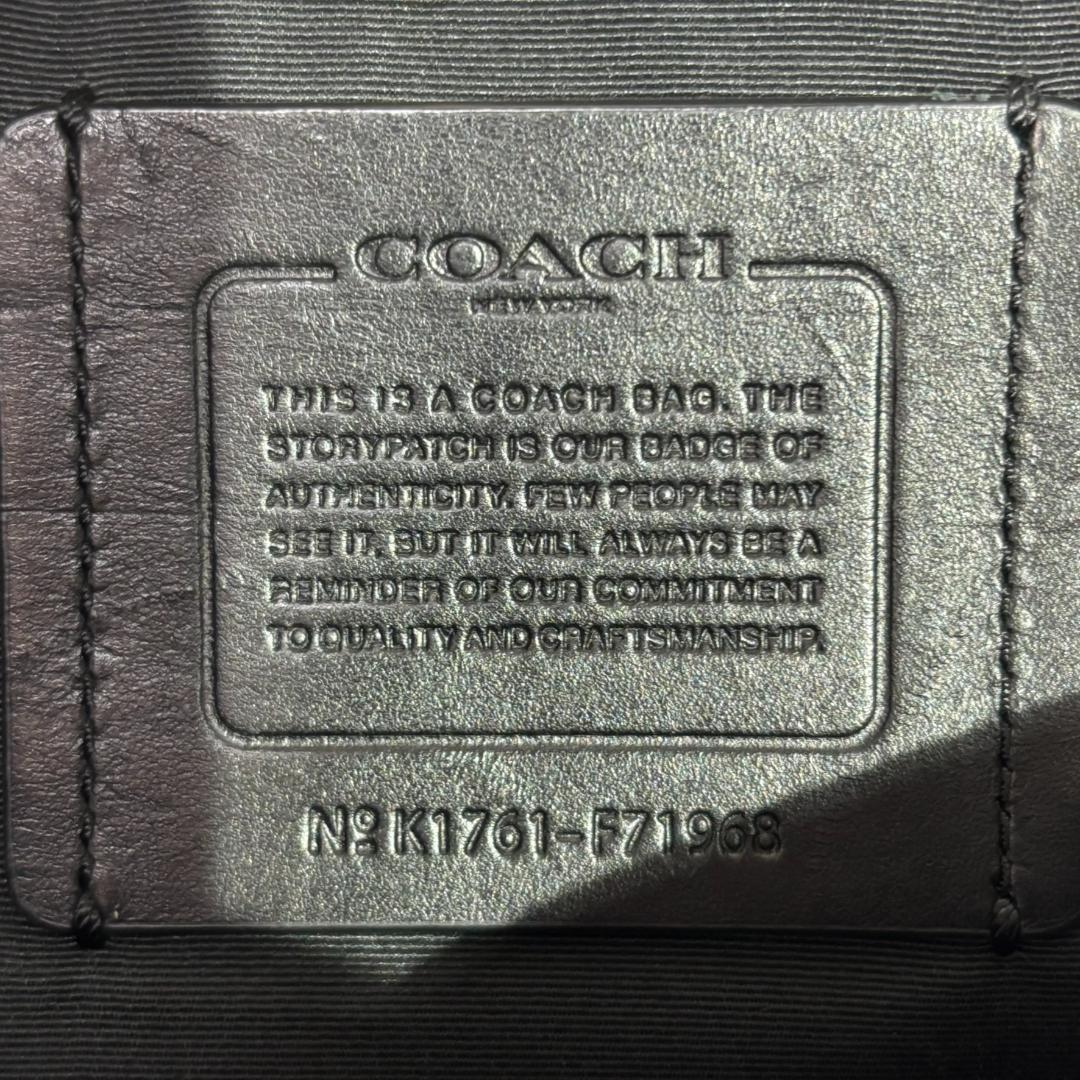 COACH
NEW YORK
THIS IS A COACH BAG. THE
STORYPATCH IS OUR BADGE OF
AUTHENTICITY. FEW PEOPLE MAY
SEE IT, BUT IT WILL ALWAYS BE A
REMINDER OF OUR COMMITMENT
TO QUALITY AND CRAFTSMANSHIP.
Nº K1761-F71968